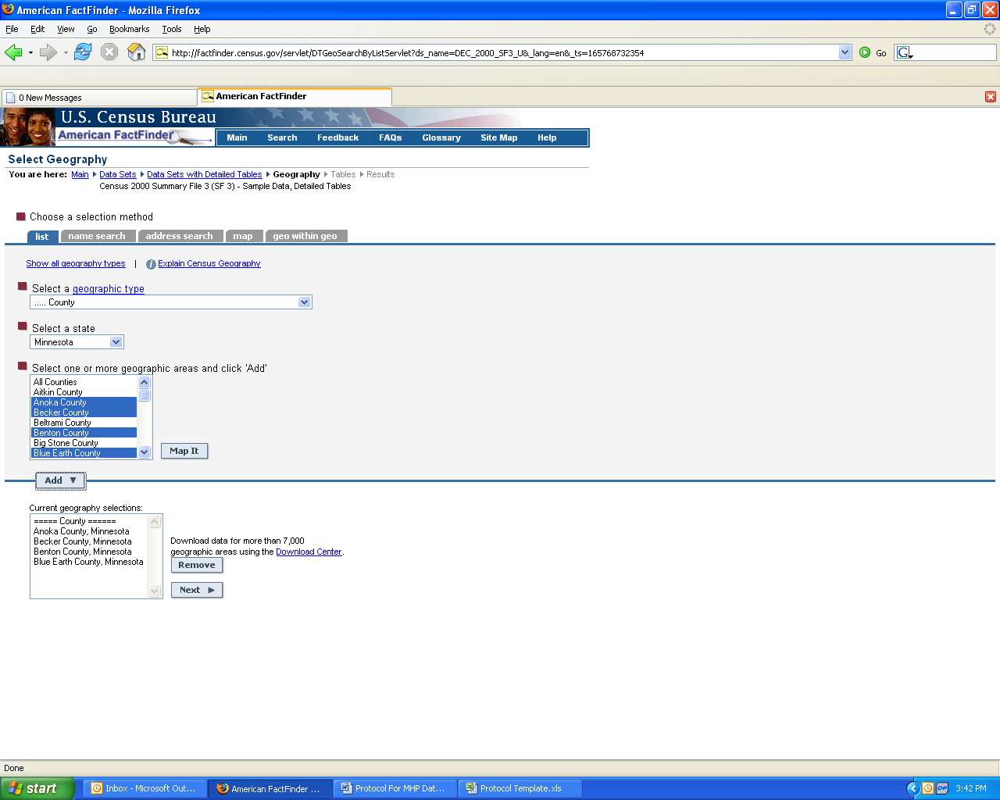 American FactFinder - Mozilla Firefox
File Edit View Go Bookmarks Tools Help
http://factfinder.census.gov/servlet/DTGeoSearchByListServlet?ds_name=DEC_2000_SF3_U&_lang=en&_ts=165768732354 Go G
0 New Messages American FactFinder
U.S. Census Bureau
American FactFinder Main Search Feedback FAQs Glossary Site Map Help
Select Geography
You are here: Main Data Sets Data Sets with Detailed Tables Geography Tables Results
Census 2000 Summary File 3 (SF 3) - Sample Data, Detailed Tables
Choose a selection method
list name search address search map geo within geo
Show all geography types | i Explain Census Geography
Select a geographic type
..... County
Select a state
Minnesota
Select one or more geographic areas and click 'Add'
All Counties
Aitkin County
Anoka County
Becker County
Beltrami County
Benton County
Big Stone County
Blue Earth County
Map It
Add
Current geography selections:
===== County ======
Anoka County, Minnesota
Becker County, Minnesota
Benton County, Minnesota
Blue Earth County, Minnesota
Download data for more than 7,000
geographic areas using the Download Center.
Remove
Next
Done
start Inbox - Microsoft Out... American FactFinder ... Protocol For MHP Dat... Protocol Template.xls 3:42 PM